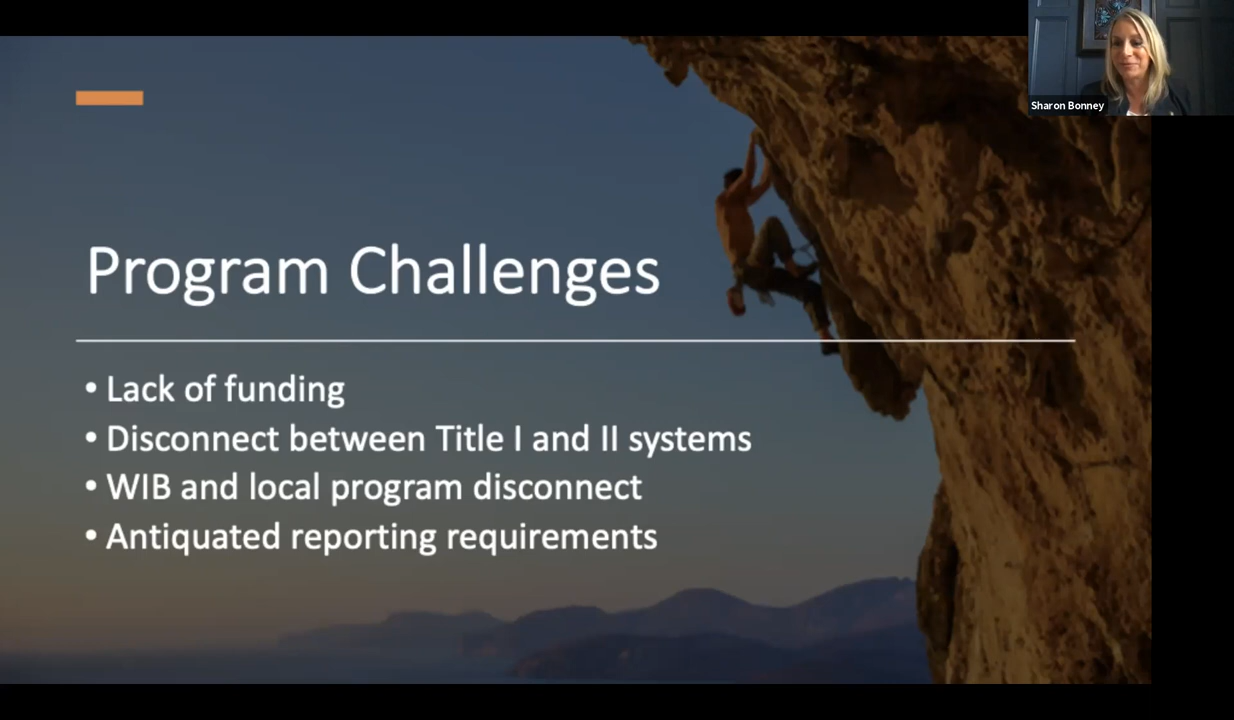 Sharon Bonney
Program Challenges
• Lack of funding
• Disconnect between Title I and II systems
• WIB and local program disconnect
• Antiquated reporting requirements